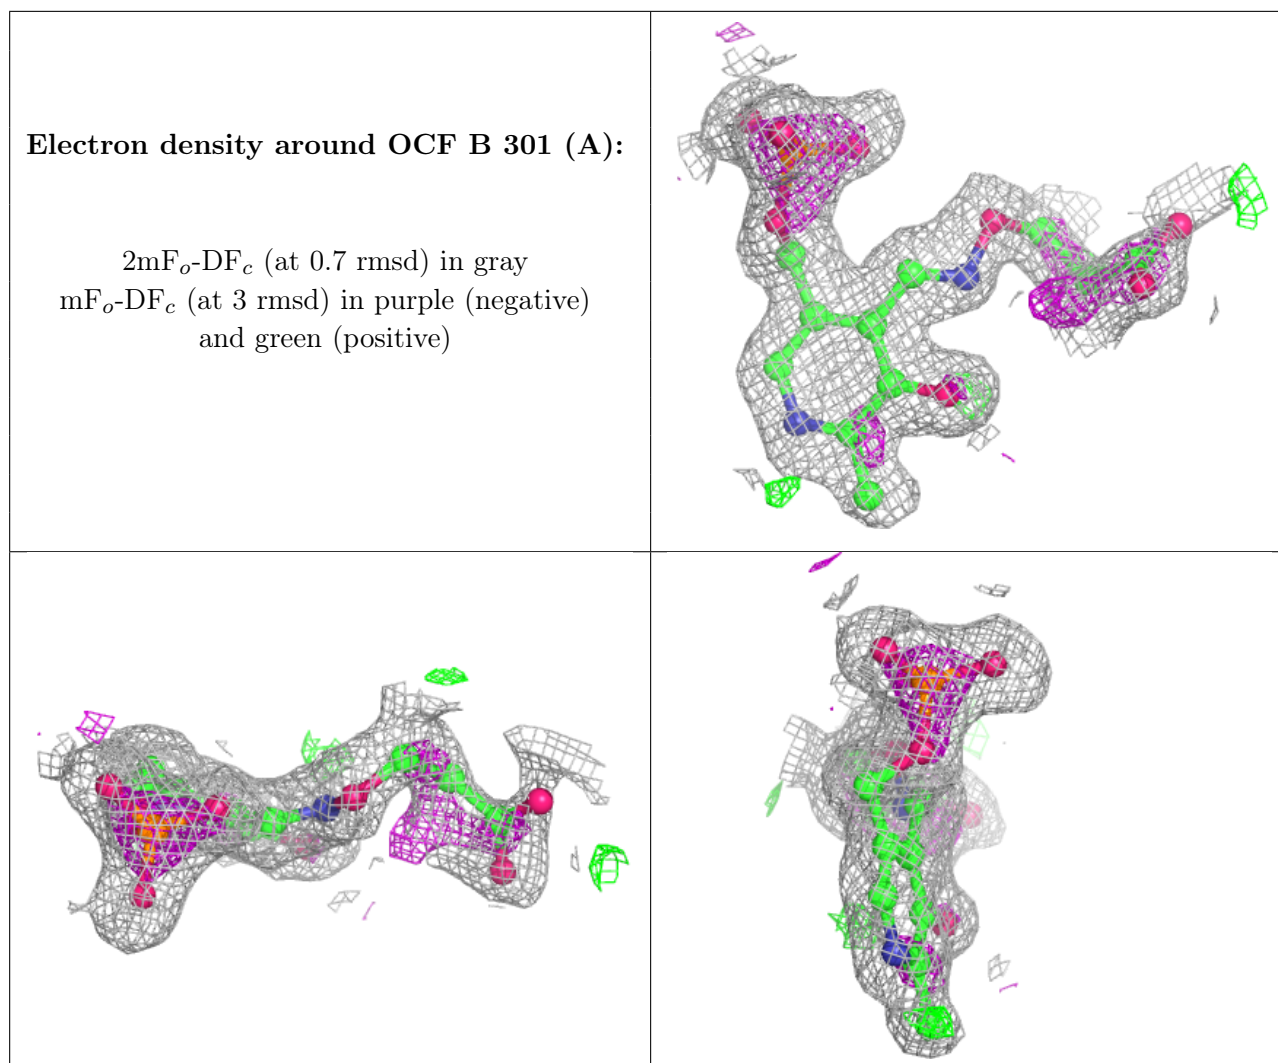 Electron density around OCF B 301 (A):
2mFo-DFc (at 0.7 rmsd) in gray
mFo-DFc (at 3 rmsd) in purple (negative)
and green (positive)